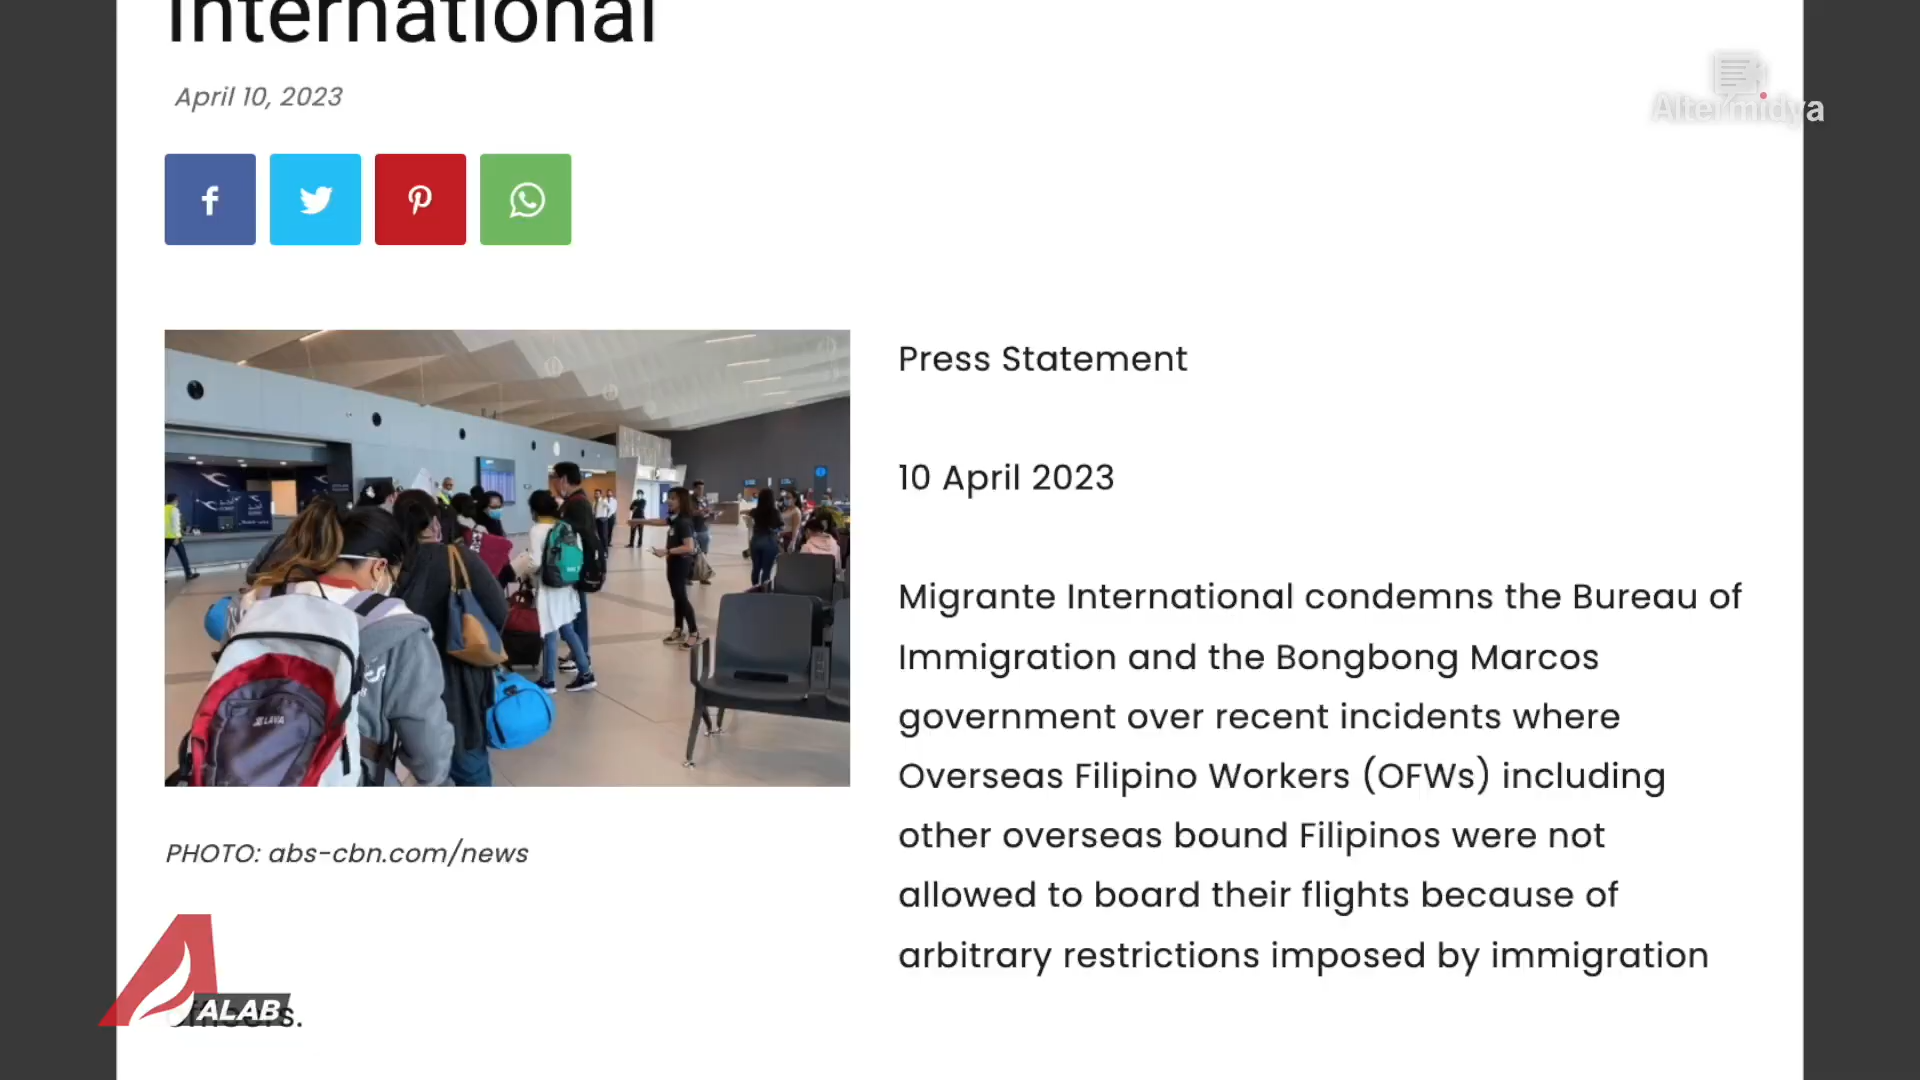 International
April 10, 2023
Altermidya
Press Statement
10 April 2023
Migrante International condemns the Bureau of
Immigration and the Bongbong Marcos
government over recent incidents where
Overseas Filipino Workers (OFWs) including
other overseas bound Filipinos were not
allowed to board their flights because of
arbitrary restrictions imposed by immigration
officers.
LAVA
PHOTO: abs-cbn.com/news
ALAB